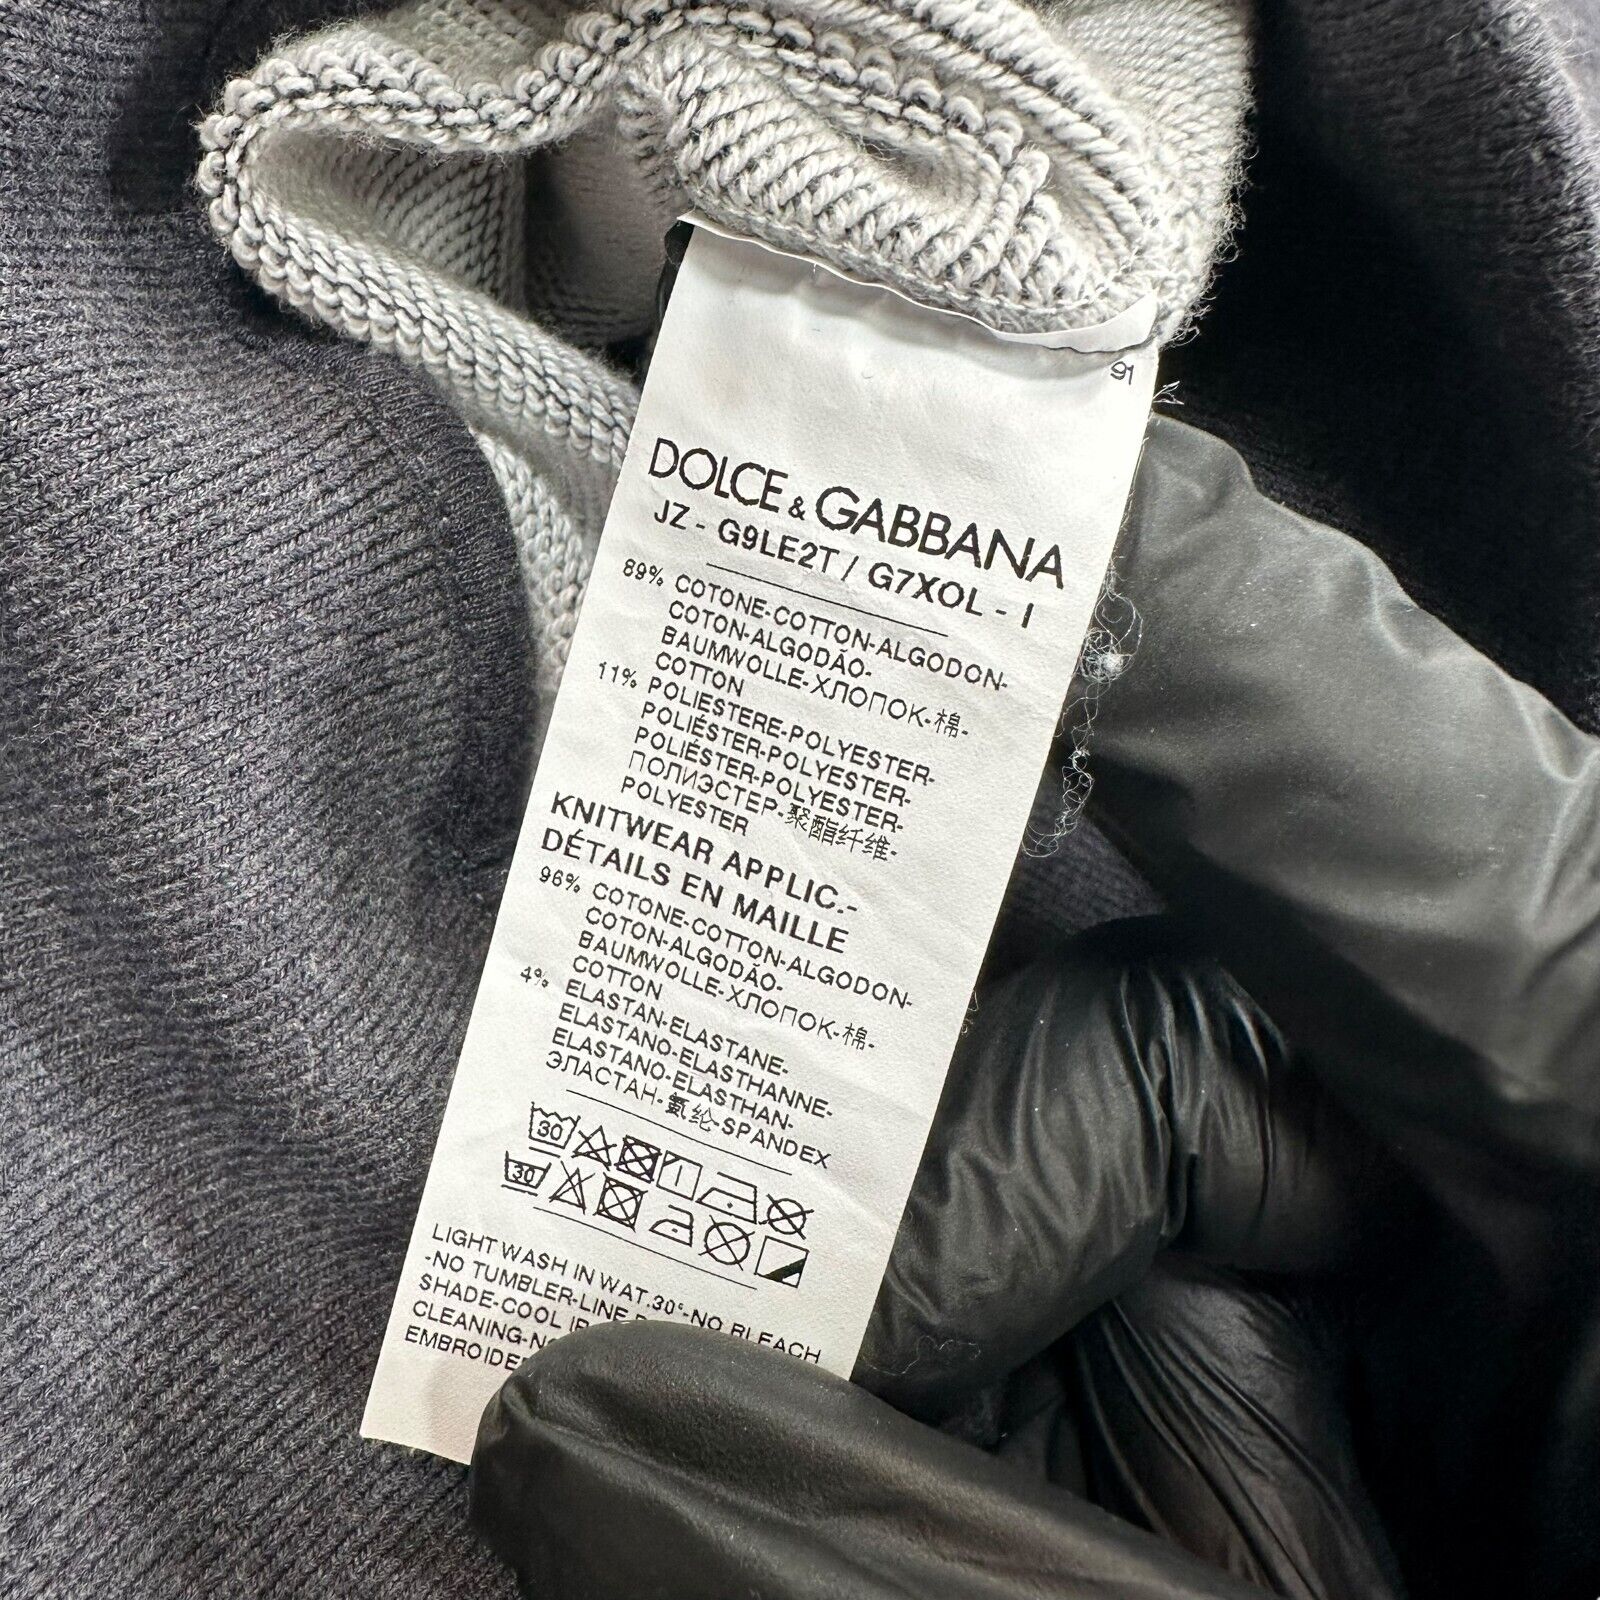 91
DOLCE & GABBANA
JZ - G9LE2T / G7XOL - I
89% COTONE-COTTON-ALGODON-
COTON-ALGODÃO-
BAUMWOLLE-ХЛОПОК-棉-
COTTON
11% POLIESTERE-POLYESTER-
POLIÉSTER-POLYESTER-
POLIÉSTER-POLYESTER-
ПОЛИЭСТЕР-聚酯纤维-
POLYESTER
KNITWEAR APPLIC.-
DÉTAILS EN MAILLE
96% COTONE-COTTON-ALGODON-
COTON-ALGODÃO-
BAUMWOLLE-ХЛОПОК-棉-
COTTON
4% ELASTAN-ELASTANE-
ELASTANO-ELASTHANNE-
ELASTANO-ELASTHAN-
ЭЛАСТАН-氨纶-SPANDEX
30
30
LIGHT WASH IN WAT.30°-NO BLEACH
-NO TUMBLER-LINE
SHADE-COOL
CLEANING-